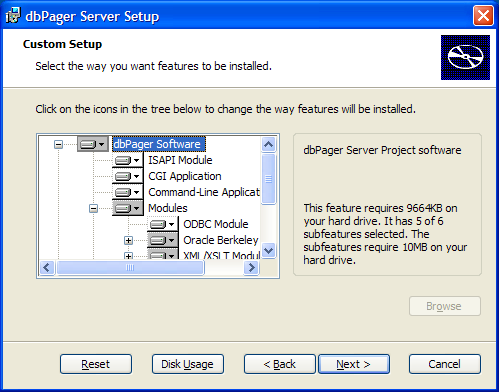 dbPager Server Setup
Custom Setup
Select the way you want features to be installed.
Click on the icons in the tree below to change the way features will be installed.
dbPager Software
ISAPI Module
CGI Application
Command-Line Applicat
Modules
ODBC Module
Oracle Berkeley
XML/XSLT Modul
dbPager Server Project software
This feature requires 9664KB on
your hard drive. It has 5 of 6
subfeatures selected. The
subfeatures require 10MB on your
hard drive.
Browse
Reset
Disk Usage
< Back
Next >
Cancel